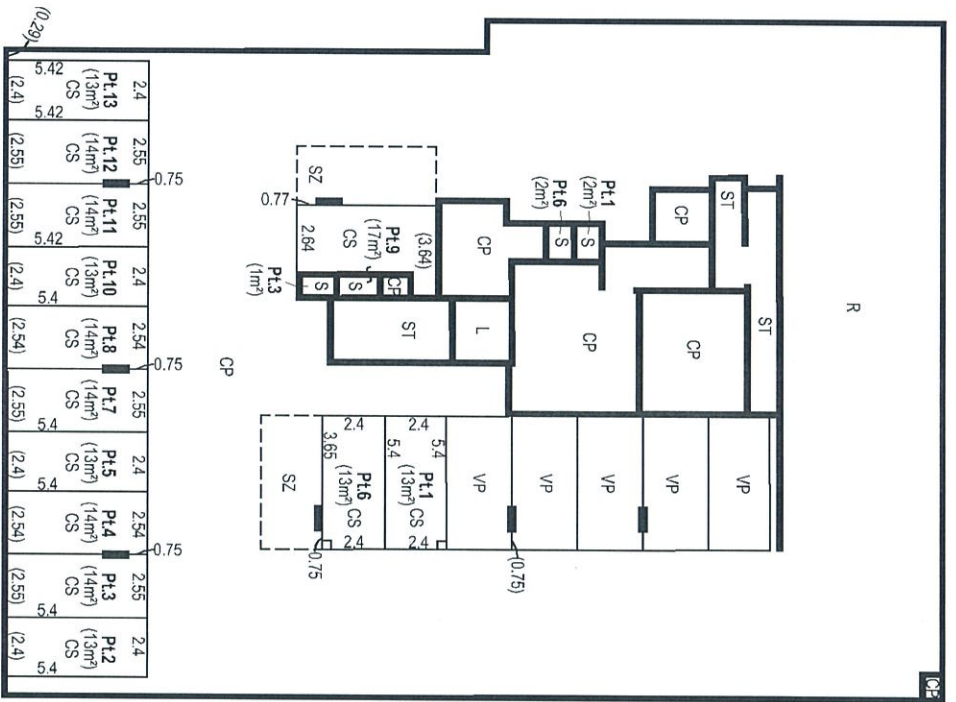 CP
R
ST
ST
CP
CP
CP
Pt.1
(2m²)
S
Pt.6
(2m²)
S
CP
L
ST
SZ
0.77
(3.64)
Pt.9
(17m²)
CS
2.64
CP
S
S
Pt.3
(1m²)
VP
VP
VP
VP
VP
(0.75)
5.4
2.4
Pt.1
(13m²) CS
2.4
5.4
2.4
Pt.6
(13m²) CS
2.4
3.65
0.75
SZ
CP
(0.29)
5.42
2.4
Pt.13
(13m²)
CS
(2.4)
5.42
2.55
Pt.12
(14m²)
CS
(2.55)
0.75
2.55
Pt.11
(14m²)
CS
(2.55)
5.42
2.4
Pt.10
(13m²)
CS
(2.4)
5.4
2.54
Pt.8
(14m²)
CS
(2.54)
0.75
2.55
Pt.7
(14m²)
CS
(2.55)
5.4
2.4
Pt.5
(13m²)
CS
(2.4)
5.4
2.54
Pt.4
(14m²)
CS
(2.54)
0.75
2.55
Pt.3
(14m²)
CS
(2.55)
5.4
2.4
Pt.2
(13m²)
CS
(2.4)
5.4